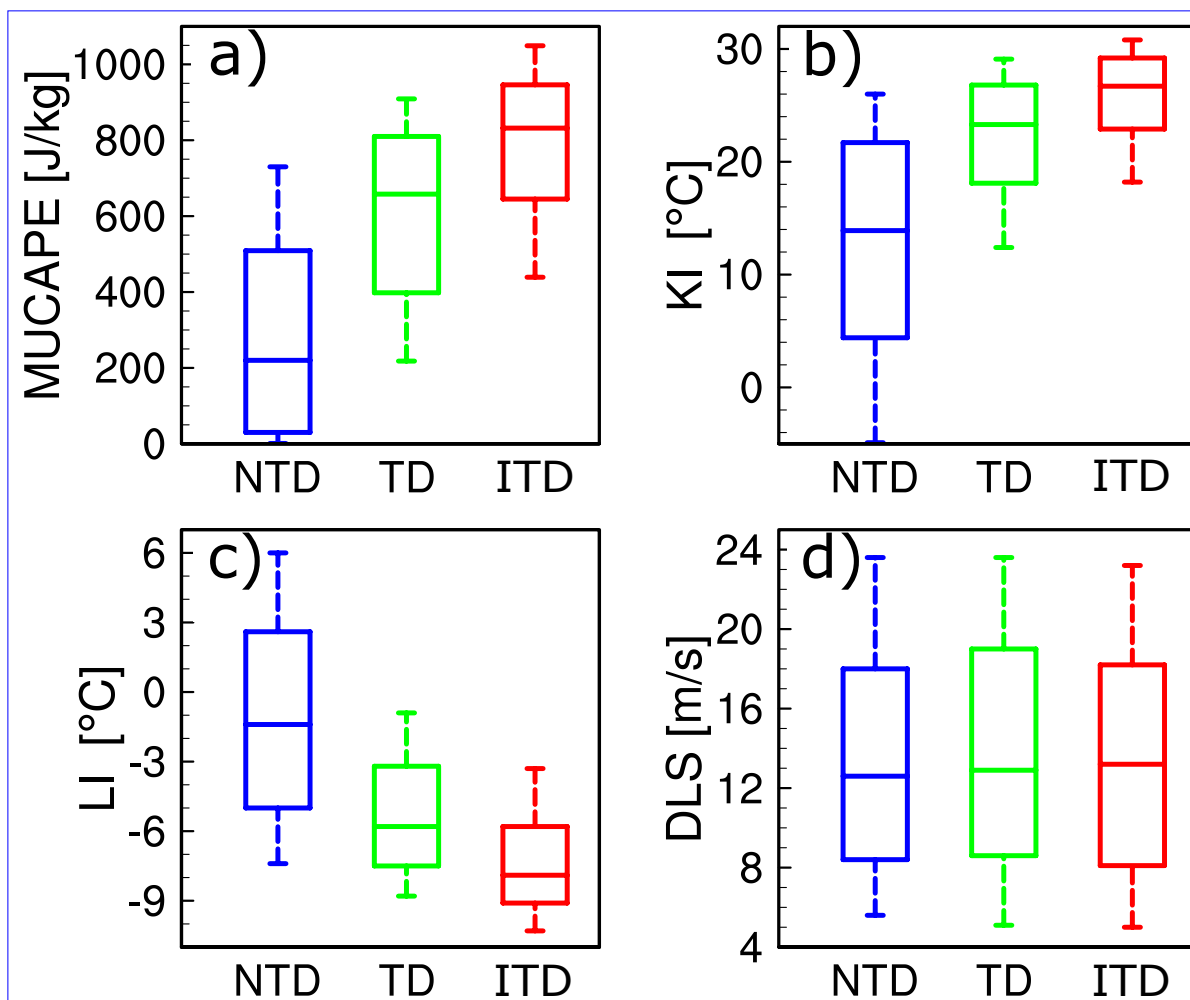 a)
MUCAPE [J/kg]
1000
800
600
400
200
0
NTD TD ITD
b)
KI [°C]
30
20
10
0
NTD TD ITD
c)
LI [°C]
6
3
0
-3
-6
-9
NTD TD ITD
d)
DLS [m/s]
24
20
16
12
8
4
NTD TD ITD